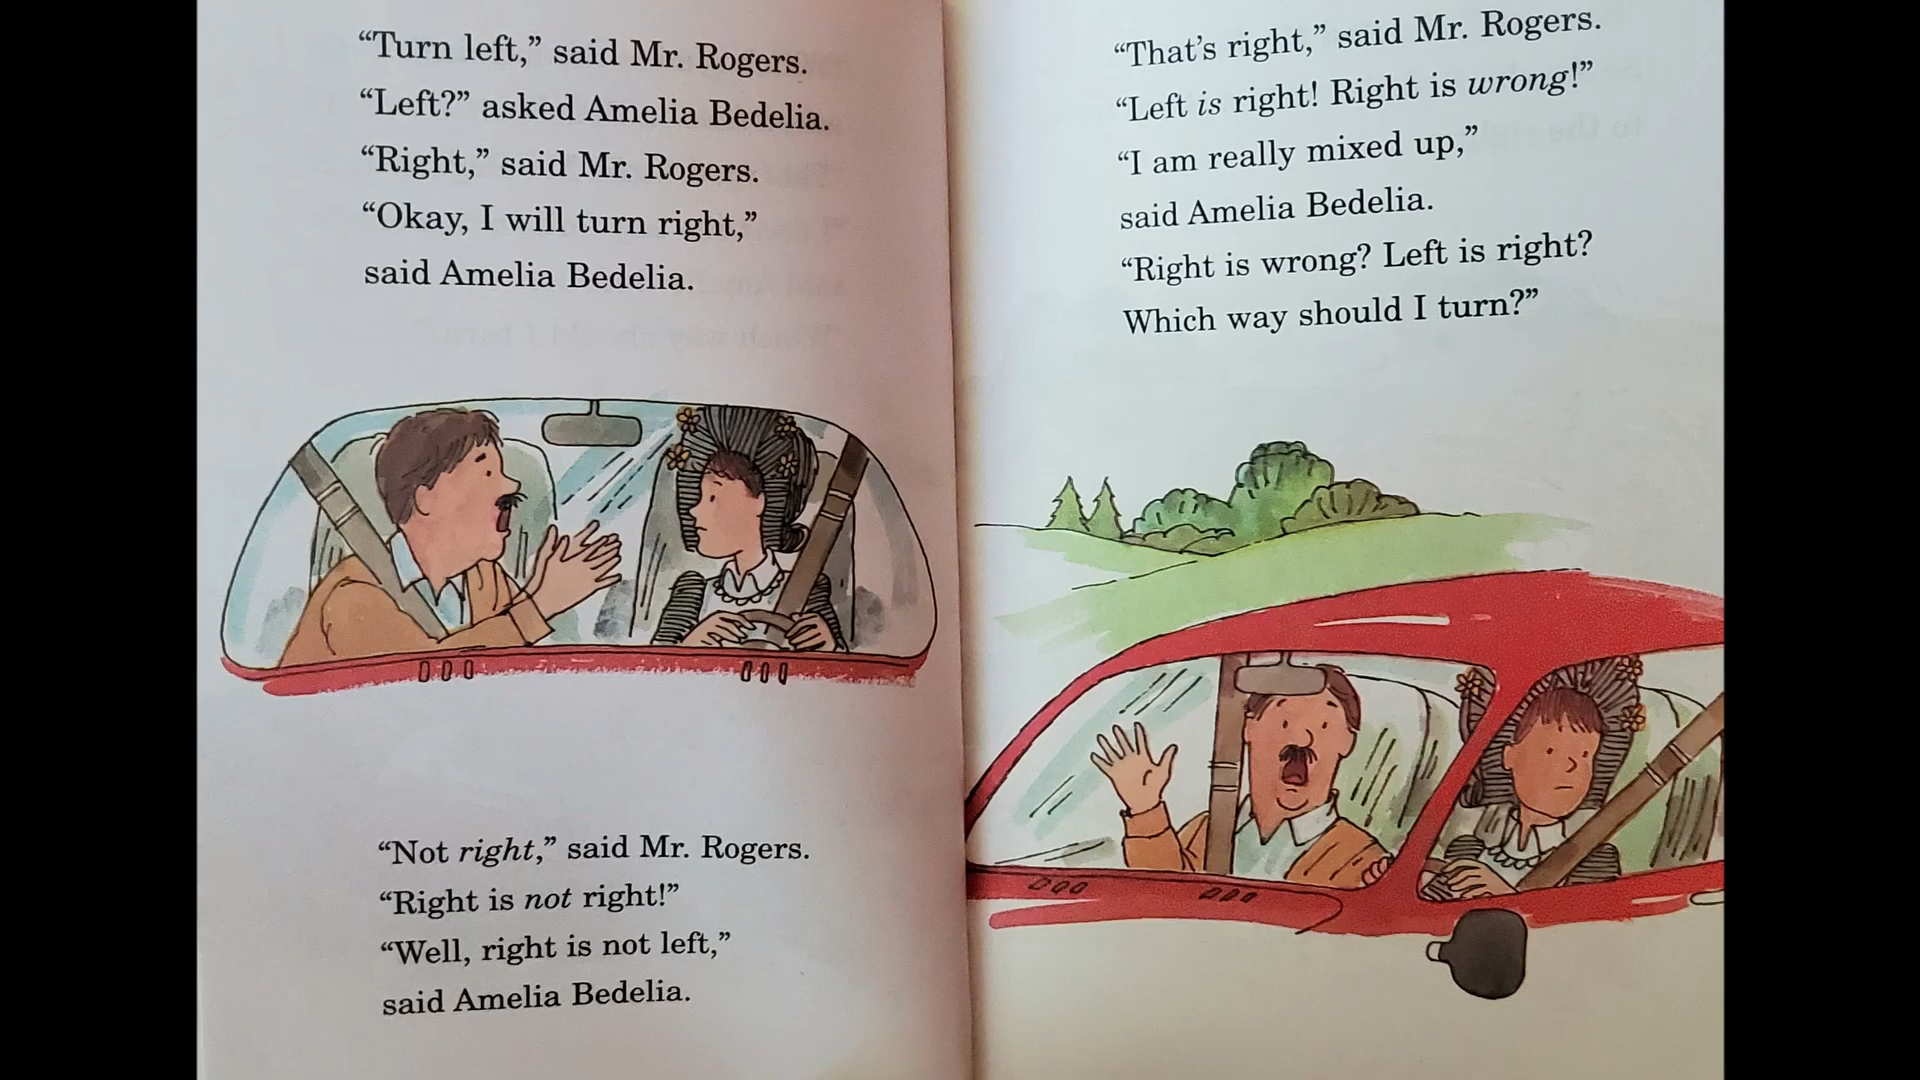 “Turn left,” said Mr. Rogers.
“Left?” asked Amelia Bedelia.
“Right,” said Mr. Rogers.
“Okay, I will turn right,”
said Amelia Bedelia.
“Not right,” said Mr. Rogers.
“Right is not right!”
“Well, right is not left,”
said Amelia Bedelia.
“That’s right,” said Mr. Rogers.
“Left is right! Right is wrong!”
“I am really mixed up,”
said Amelia Bedelia.
“Right is wrong? Left is right?
Which way should I turn?”